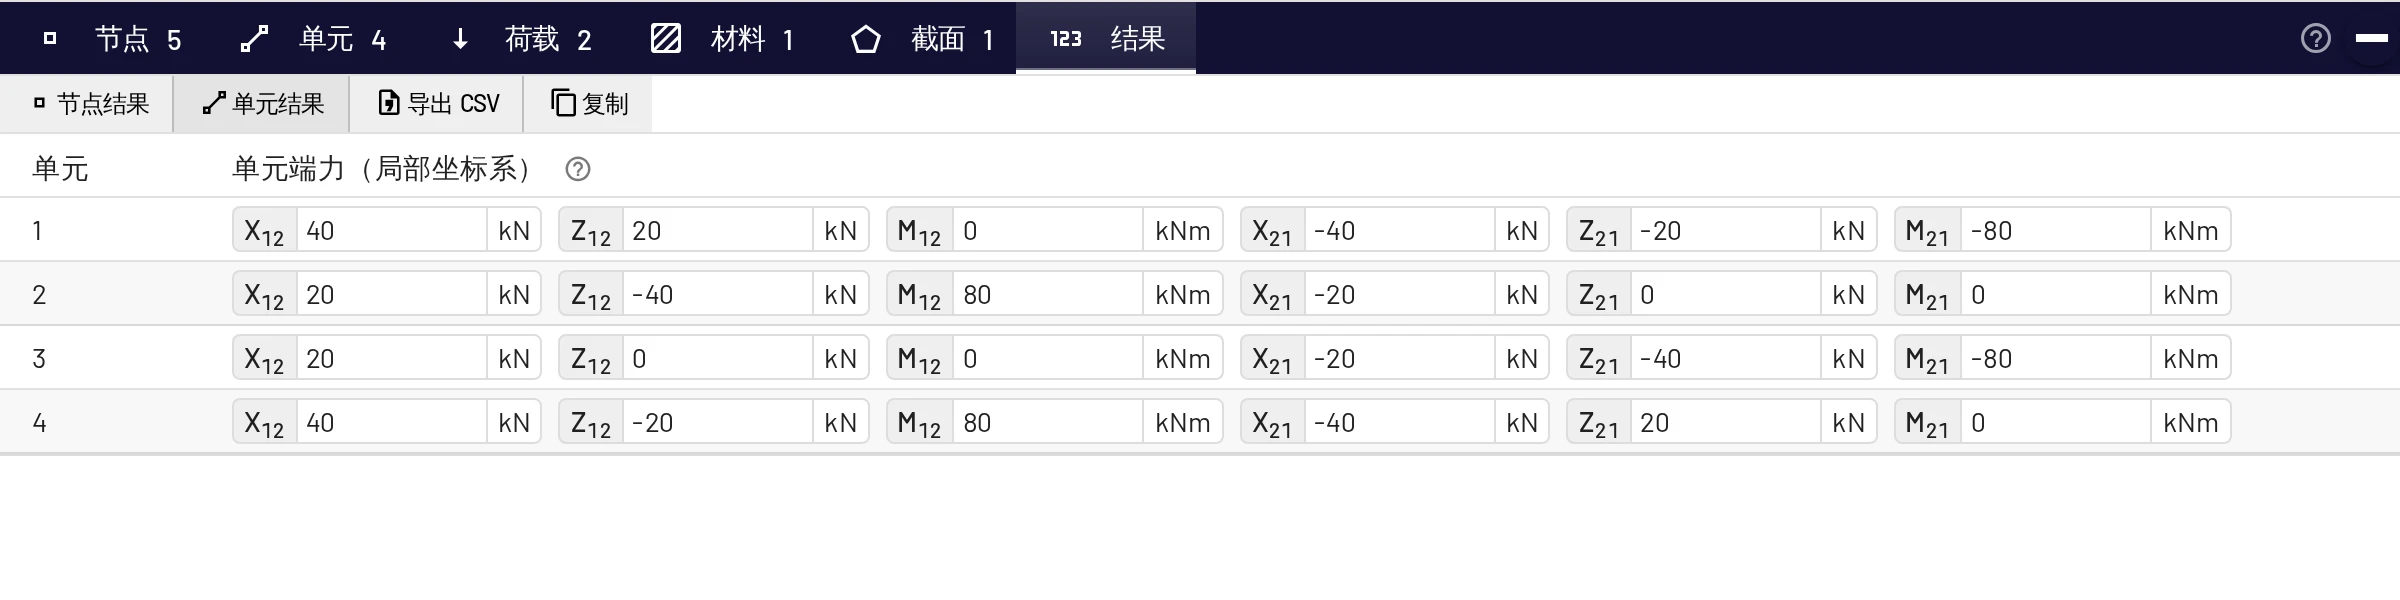 节点 5 单元 4 荷载 2 材料 1 截面 1 123 结果
节点结果 单元结果 导出 CSV 复制
单元 单元端力（局部坐标系） ?
1 X12 40 kN Z12 20 kN M12 0 kNm X21 -40 kN Z21 -20 kN M21 -80 kNm
2 X12 20 kN Z12 -40 kN M12 80 kNm X21 -20 kN Z21 0 kN M21 0 kNm
3 X12 20 kN Z12 0 kN M12 0 kNm X21 -20 kN Z21 -40 kN M21 -80 kNm
4 X12 40 kN Z12 -20 kN M12 80 kNm X21 -40 kN Z21 20 kN M21 0 kNm